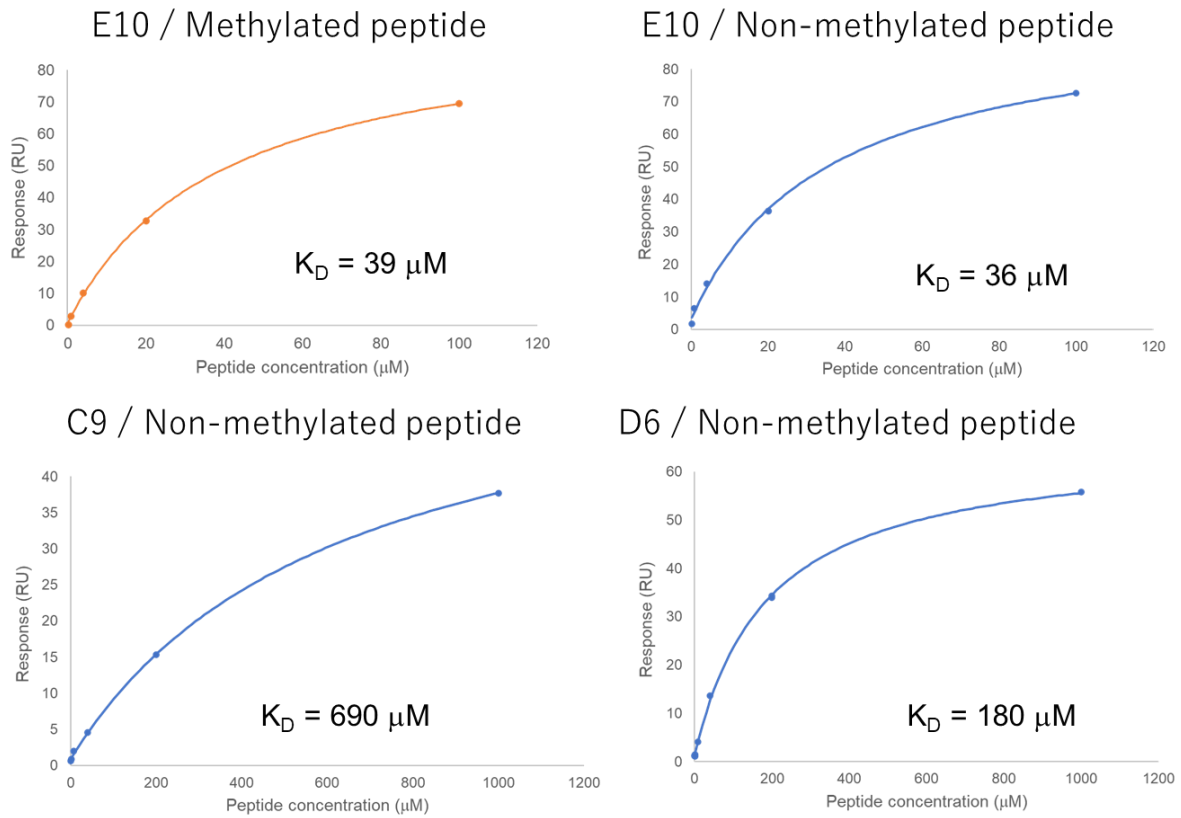 E10 / Methylated peptide
80
70
60
50
40
30
20
10
0
Response (RU)
K_D = 39 μM
0 20 40 60 80 100 120
Peptide concentration (μM)
E10 / Non-methylated peptide
80
70
60
50
40
30
20
10
0
Response (RU)
K_D = 36 μM
0 20 40 60 80 100 120
Peptide concentration (μM)
C9 / Non-methylated peptide
40
35
30
25
20
15
10
5
0
Response (RU)
K_D = 690 μM
0 200 400 600 800 1000 1200
Peptide concentration (μM)
D6 / Non-methylated peptide
60
50
40
30
20
10
0
Response (RU)
K_D = 180 μM
0 200 400 600 800 1000 1200
Peptide concentration (μM)